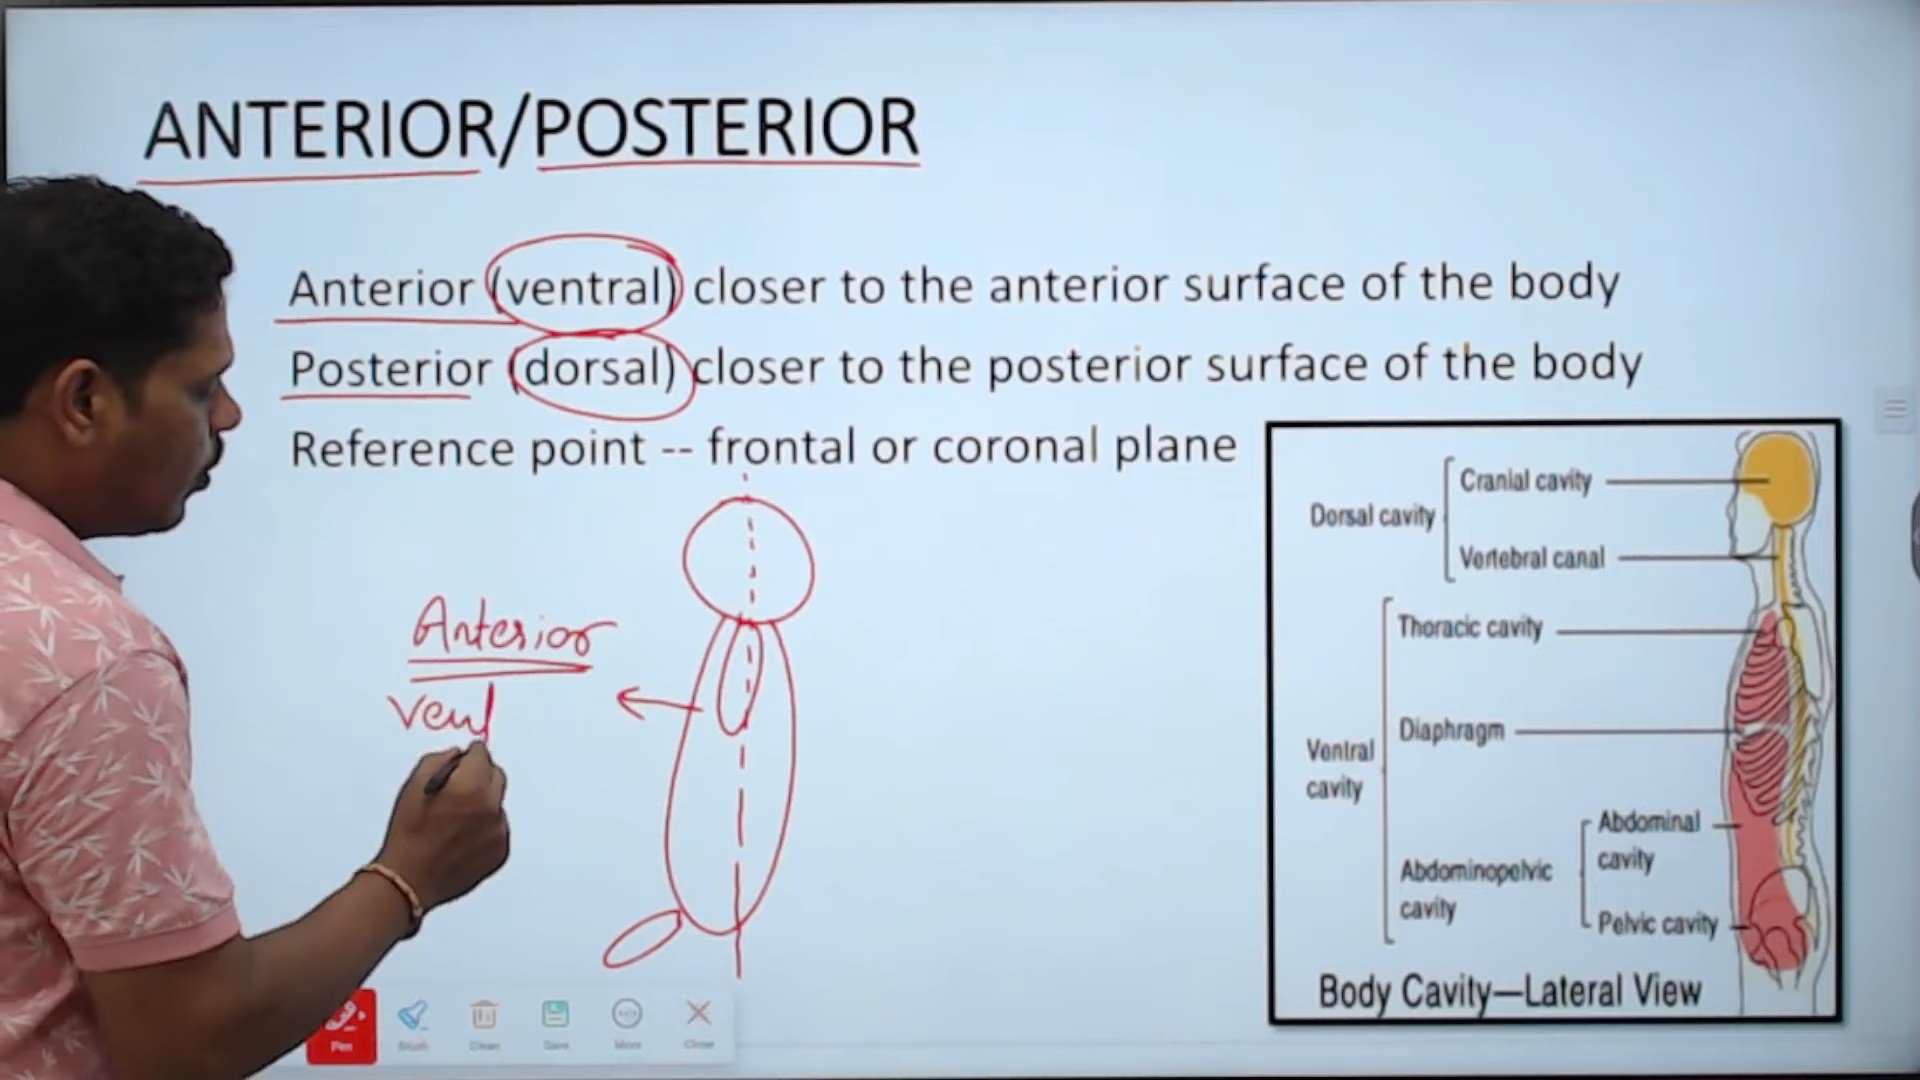 ANTERIOR/POSTERIOR
Anterior (ventral) closer to the anterior surface of the body
Posterior (dorsal) closer to the posterior surface of the body
Reference point -- frontal or coronal plane
Anterior
Dorsal cavity
Cranial cavity
Vertebral canal
Ventral
cavity
Thoracic cavity
Diaphragm
Abdominopelvic
cavity
Abdominal
cavity
Pelvic cavity
Body Cavity—Lateral View
Pen
Brush
Clean
Save
More
Close